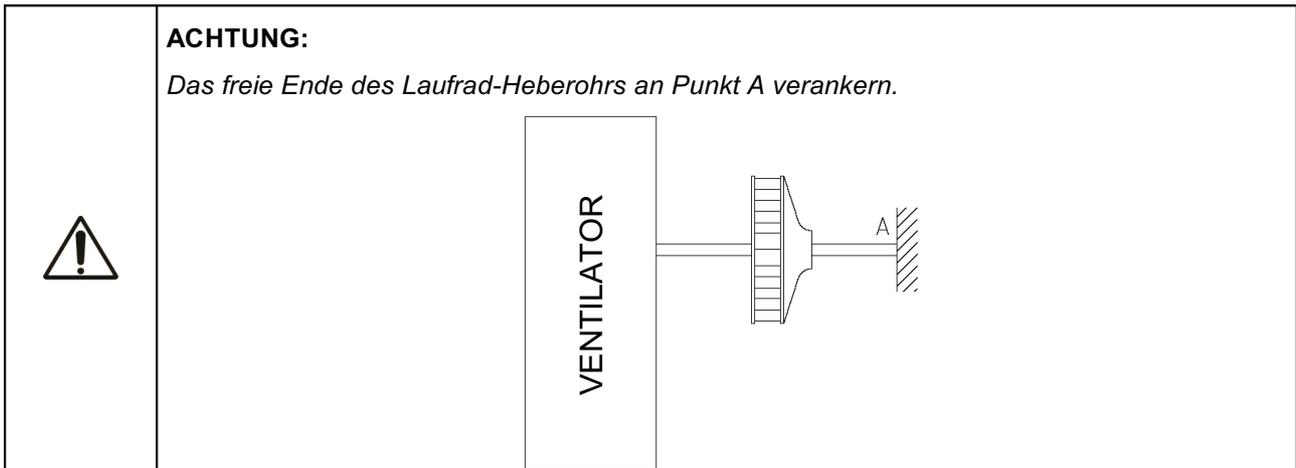 ACHTUNG:
Das freie Ende des Laufrad-Heberohrs an Punkt A verankern.
VENTILATOR
A